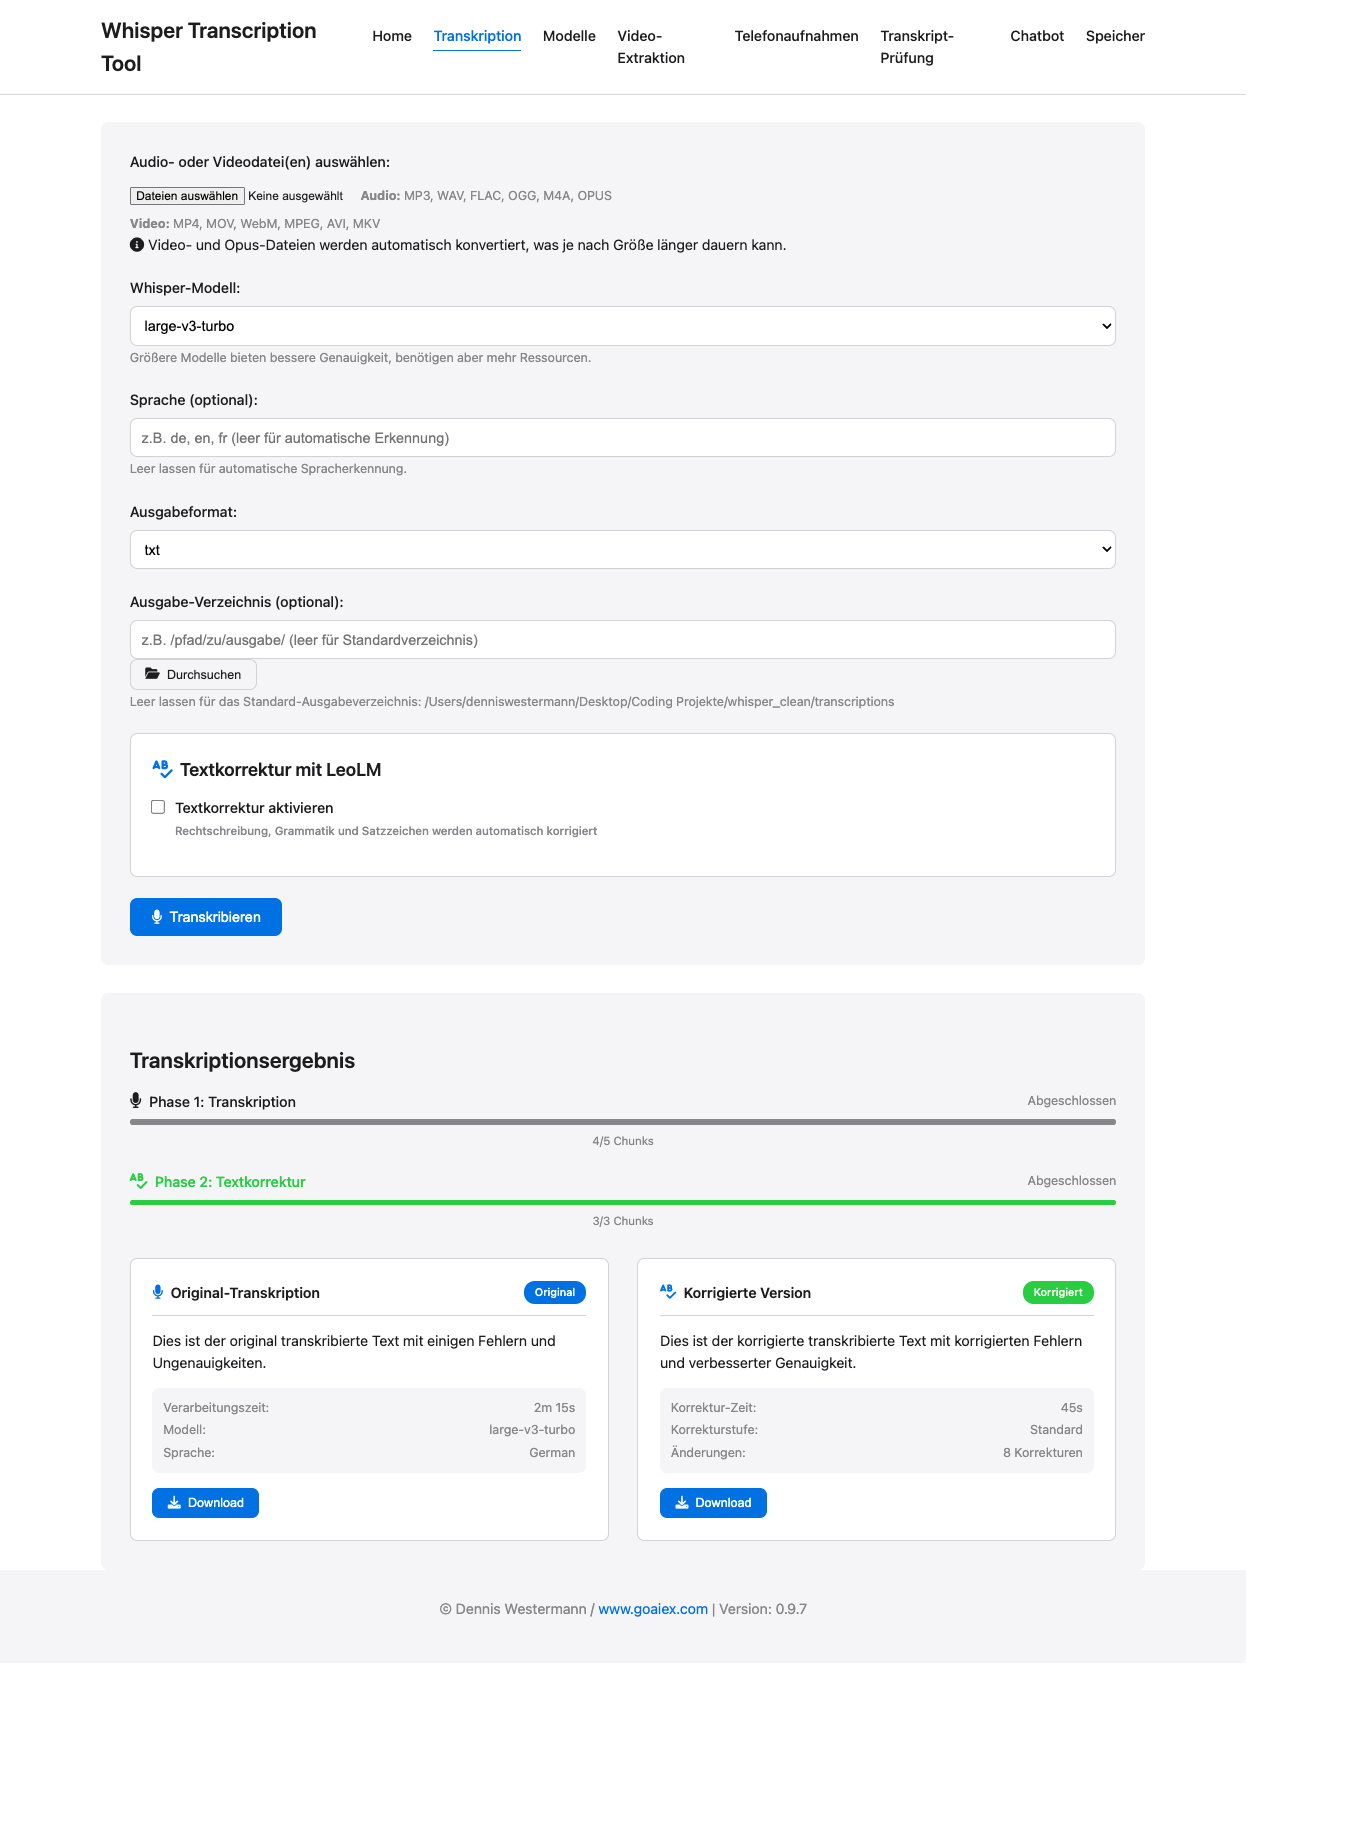 Whisper Transcription Tool
Home
Transkription
Modelle
Video-Extraktion
Telefonaufnahmen
Transkript-Prüfung
Chatbot
Speicher
Audio- oder Videodatei(en) auswählen:
Dateien auswählen Keine ausgewählt Audio: MP3, WAV, FLAC, OGG, M4A, OPUS
Video: MP4, MOV, WebM, MPEG, AVI, MKV
Video- und Opus-Dateien werden automatisch konvertiert, was je nach Größe länger dauern kann.
Whisper-Modell:
large-v3-turbo
Größere Modelle bieten bessere Genauigkeit, benötigen aber mehr Ressourcen.
Sprache (optional):
z.B. de, en, fr (leer für automatische Erkennung)
Leer lassen für automatische Spracherkennung.
Ausgabeformat:
txt
Ausgabe-Verzeichnis (optional):
z.B. /pfad/zu/ausgabe/ (leer für Standardverzeichnis)
Durchsuchen
Leer lassen für das Standard-Ausgabeverzeichnis: /Users/denniswestermann/Desktop/Coding Projekte/whisper_clean/transcriptions
Textkorrektur mit LeoLM
Textkorrektur aktivieren
Rechtschreibung, Grammatik und Satzzeichen werden automatisch korrigiert
Transkribieren
Transkriptionsergebnis
Phase 1: Transkription Abgeschlossen
4/5 Chunks
Phase 2: Textkorrektur Abgeschlossen
3/3 Chunks
Original-Transkription Original
Dies ist der original transkribierte Text mit einigen Fehlern und
Ungenauigkeiten.
Verarbeitungszeit: 2m 15s
Modell: large-v3-turbo
Sprache: German
Download
Korrigierte Version Korrigiert
Dies ist der korrigierte transkribierte Text mit korrigierten Fehlern
und verbesserter Genauigkeit.
Korrektur-Zeit: 45s
Korrekturstufe: Standard
Änderungen: 8 Korrekturen
Download
© Dennis Westermann / www.goaiex.com | Version: 0.9.7